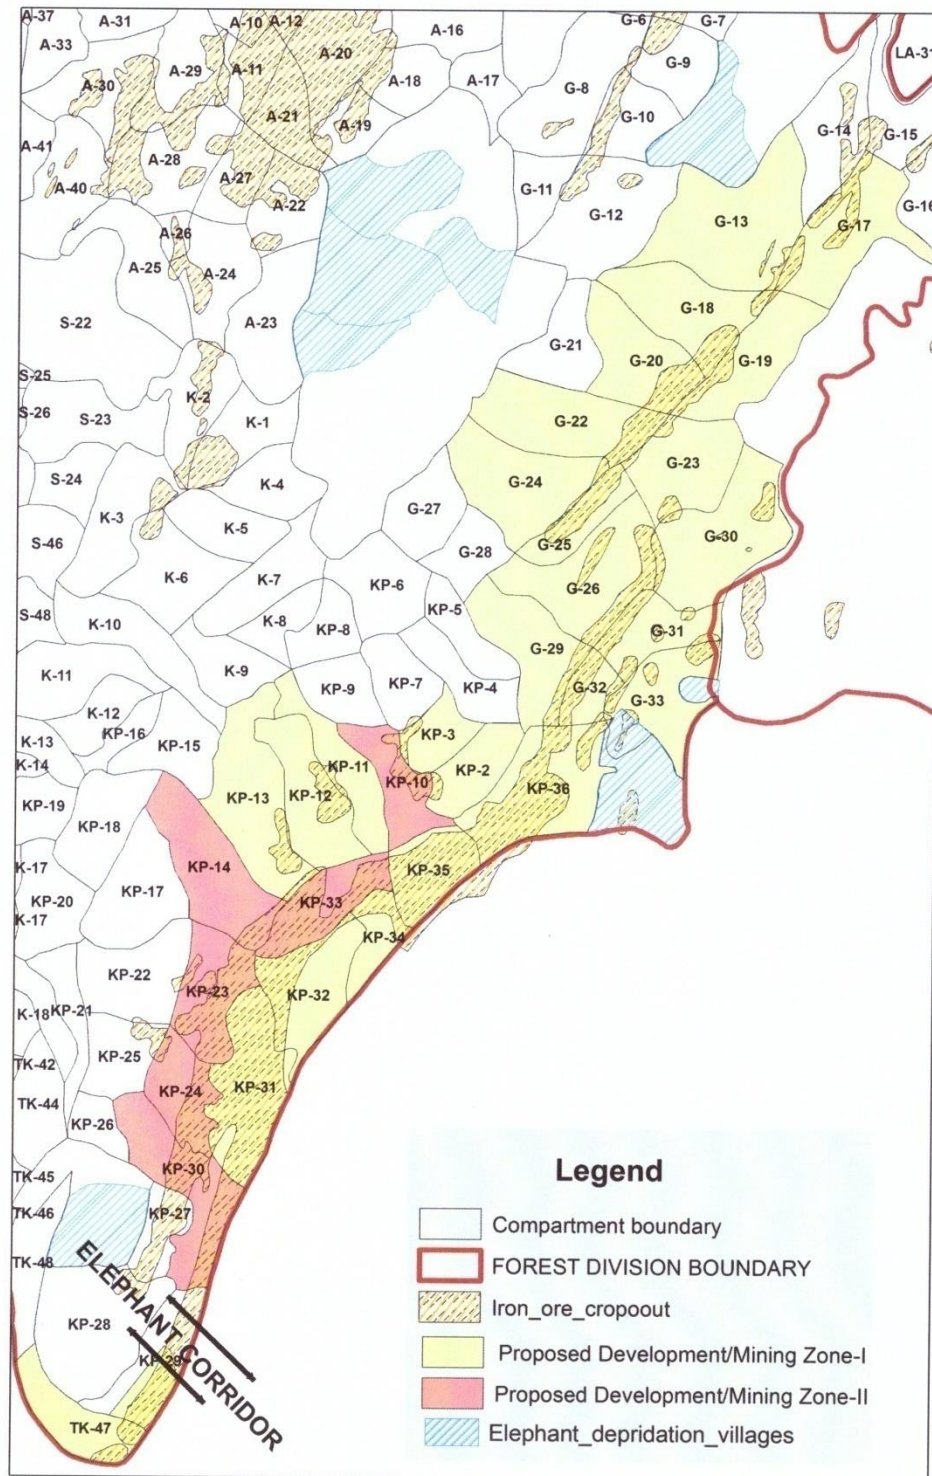 A-37
A-31
A-10
A-12
A-16
G-6
G-7
A-33
A-20
LA-31
A-29
A-11
A-18
A-17
G-8
G-9
A-30
A-21
A-19
G-10
G-14
G-15
A-41
A-28
A-27
A-40
A-22
G-11
G-12
G-13
G-16
G-17
A-26
A-25
A-24
S-22
A-23
G-18
G-21
G-20
G-19
S-25
K-2
S-26
S-23
K-1
G-22
G-23
S-24
K-4
G-24
G-27
K-3
K-5
S-46
G-25
G-28
G-30
K-6
K-7
KP-6
G-26
KP-5
S-48
K-10
K-8
KP-8
G-31
G-29
K-11
K-9
KP-9
KP-7
KP-4
G-32
G-33
K-12
KP-16
KP-15
K-13
KP-3
K-14
KP-11
KP-10
KP-2
KP-19
KP-13
KP-12
KP-36
KP-18
K-17
KP-14
KP-35
KP-17
KP-20
KP-33
K-17
KP-34
KP-22
KP-23
KP-32
K-18
KP-21
KP-25
TK-42
KP-24
KP-31
TK-44
KP-26
TK-45
KP-30
TK-46
KP-27
TK-48
KP-28
KP-29
ELEPHANT CORRIDOR
TK-47
Legend
Compartment boundary
FOREST DIVISION BOUNDARY
Iron_ore_cropoout
Proposed Development/Mining Zone-I
Proposed Development/Mining Zone-II
Elephant_depridation_villages